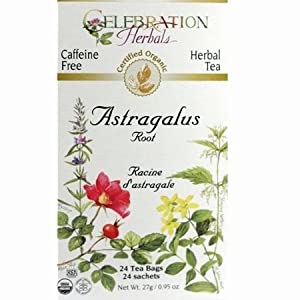 CELEBRATION
Herbals
Caffeine
Free
Certified Organic
Herbal
Tea
Astragalus
Root
Racine
d'astragale
24 Tea Bags
24 sachets
Net Wt. 27g / 0.95 oz
USDA